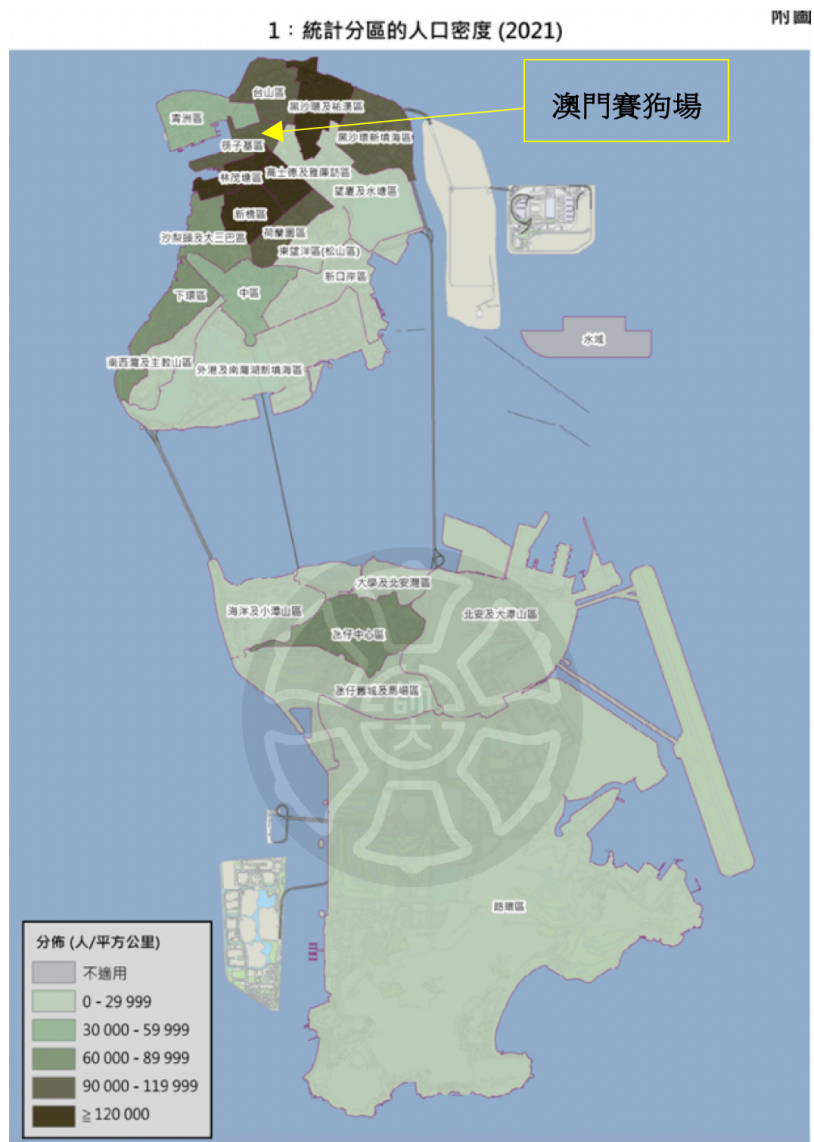 附圖
1：統計分區的人口密度 (2021)
澳門賽狗場
台山區
黑沙環及祐漢區
青洲區
黑沙環新填海區
筷子基區
高士德及雅廉訪區
林茂塘區
望廈及水塘區
新橋區
荷蘭園區
沙梨頭及大三巴區
東望洋區(松山區)
新口岸區
下環區
中區
水域
南西灣及主教山區
外港及南灣湖新填海區
大學及北安灣區
海洋及小潭山區
北安及大潭山區
氹仔中心區
氹仔舊城及馬場區
師大
路環區
分佈 (人/平方公里)
不適用
0 - 29 999
30 000 - 59 999
60 000 - 89 999
90 000 - 119 999
≧ 120 000